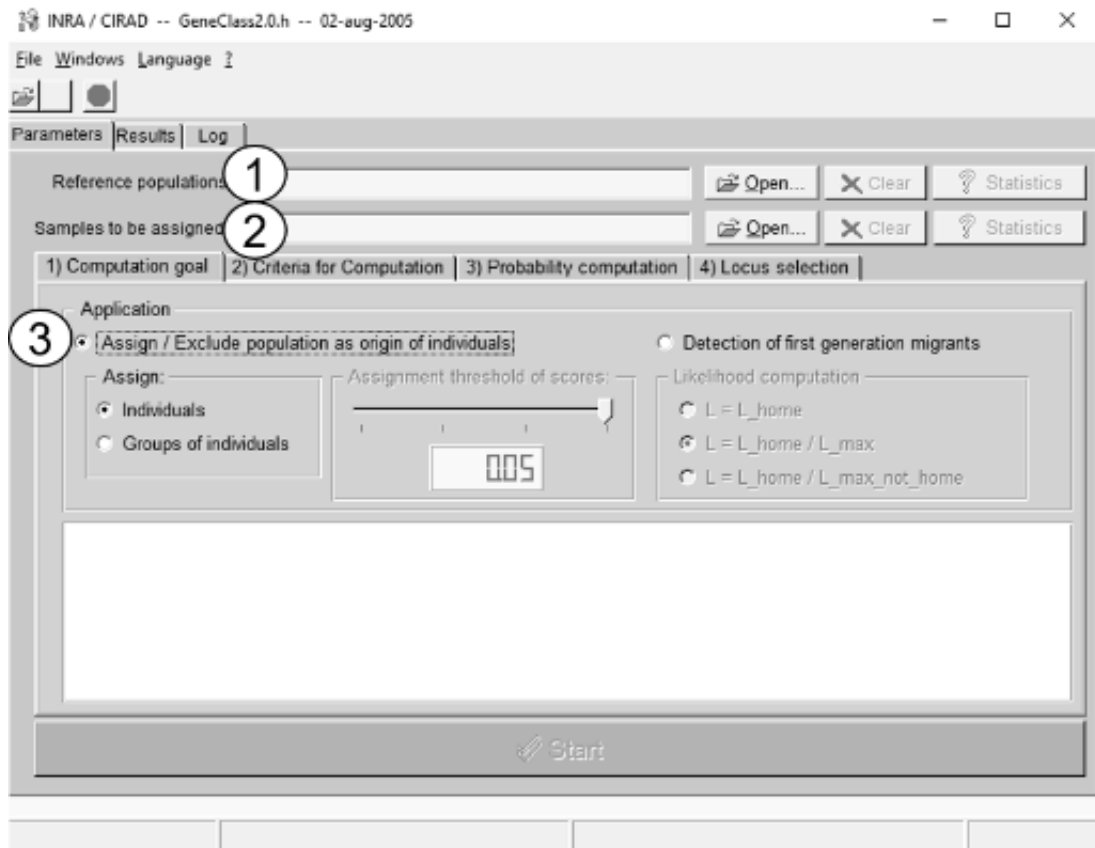 INRA / CIRAD -- GeneClass2.0.h -- 02-aug-2005
File Windows Language ?
Parameters Results Log
Reference populations 1 Open... Clear Statistics
Samples to be assigned 2 Open... Clear Statistics
1) Computation goal 2) Criteria for Computation 3) Probability computation 4) Locus selection
Application
3 Assign / Exclude population as origin of individuals: Detection of first generation migrants
Assign: Assignment threshold of scores: Likelihood computation
Individuals L = L_home
Groups of individuals L = L_home / L_max
0.05 L = L_home / L_max_not_home
Start